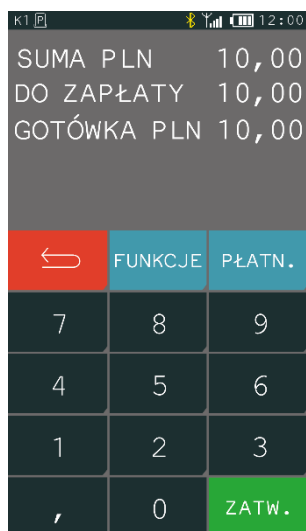 K1 P 12:00
SUMA PLN 10,00
DO ZAPŁATY 10,00
GOTÓWKA PLN 10,00
FUNKCJE PŁATN.
7 8 9
4 5 6
1 2 3
, 0 ZATW.